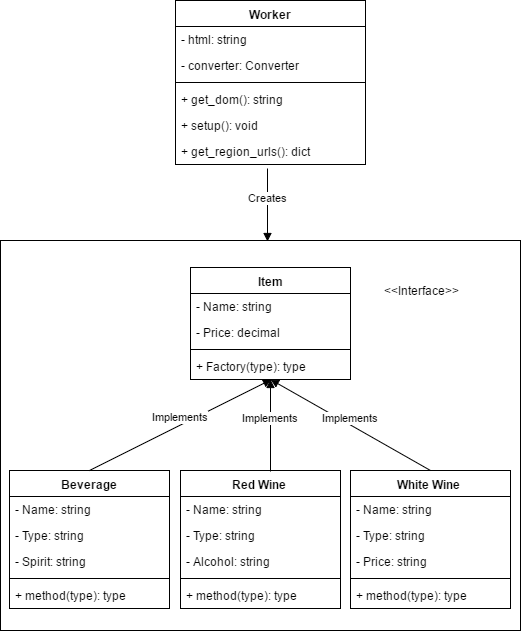 Worker
- html: string
- converter: Converter
+ get_dom(): string
+ setup(): void
+ get_region_urls(): dict
Creates
Item
<<Interface>>
- Name: string
- Price: decimal
+ Factory(type): type
Implements
Implements
Implements
Beverage
- Name: string
- Type: string
- Spirit: string
+ method(type): type
Red Wine
- Name: string
- Type: string
- Alcohol: string
+ method(type): type
White Wine
- Name: string
- Type: string
- Price: string
+ method(type): type